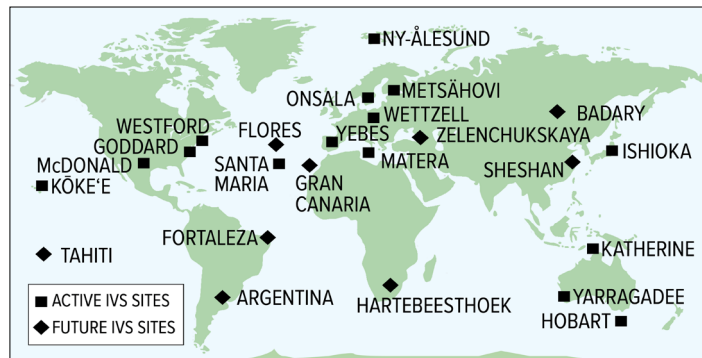 NY-ÅLESUND
ONSALA
METSÄHOVI
WETTZELL
BADARY
WESTFORD
FLORES
YEBES
ZELENCHUKSKAYA
GODDARD
ISHIOKA
McDONALD
SANTA
MARIA
MATERA
SHESHAN
KŌKEʻE
GRAN
CANARIA
FORTALEZA
KATHERINE
TAHITI
ACTIVE IVS SITES
FUTURE IVS SITES
ARGENTINA
HARTEBEESTHOEK
YARRAGADEE
HOBART